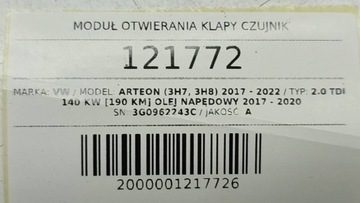 MODUŁ OTWIERANIA KLAPY CZUJNIK
121772
MARKA: VW / MODEL: ARTEON (3H7, 3H8) 2017 - 2022 / TYP: 2.0 TDI
140 KW [190 KM] OLEJ NAPĘDOWY 2017 - 2020
SN: 3G0962243C / JAKOŚĆ: A
2000001217726